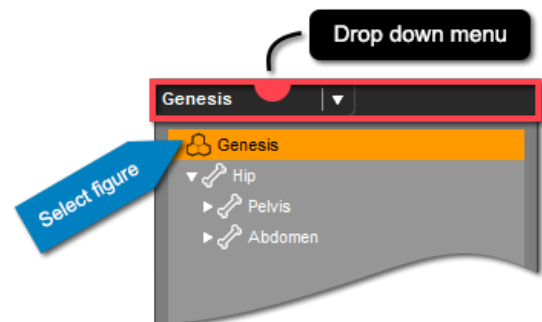 Drop down menu
Genesis
Genesis
Select figure
Hip
Pelvis
Abdomen